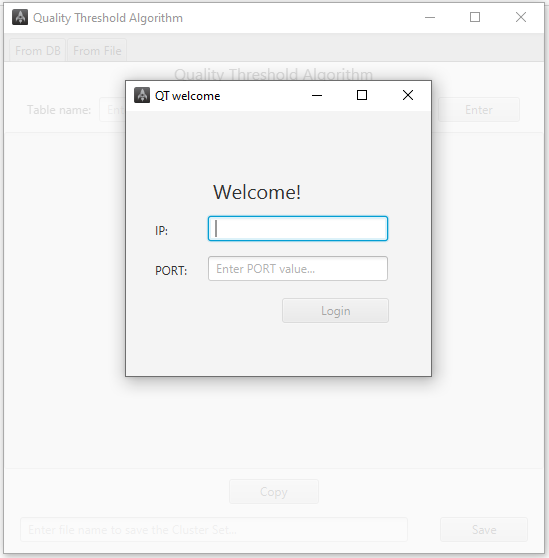 Quality Threshold Algorithm
From DB From File
Quality Threshold Algorithm
Table name: Enter
QT welcome
Welcome!
IP:
PORT: Enter PORT value...
Login
Copy
Enter file name to save the Cluster Set... Save